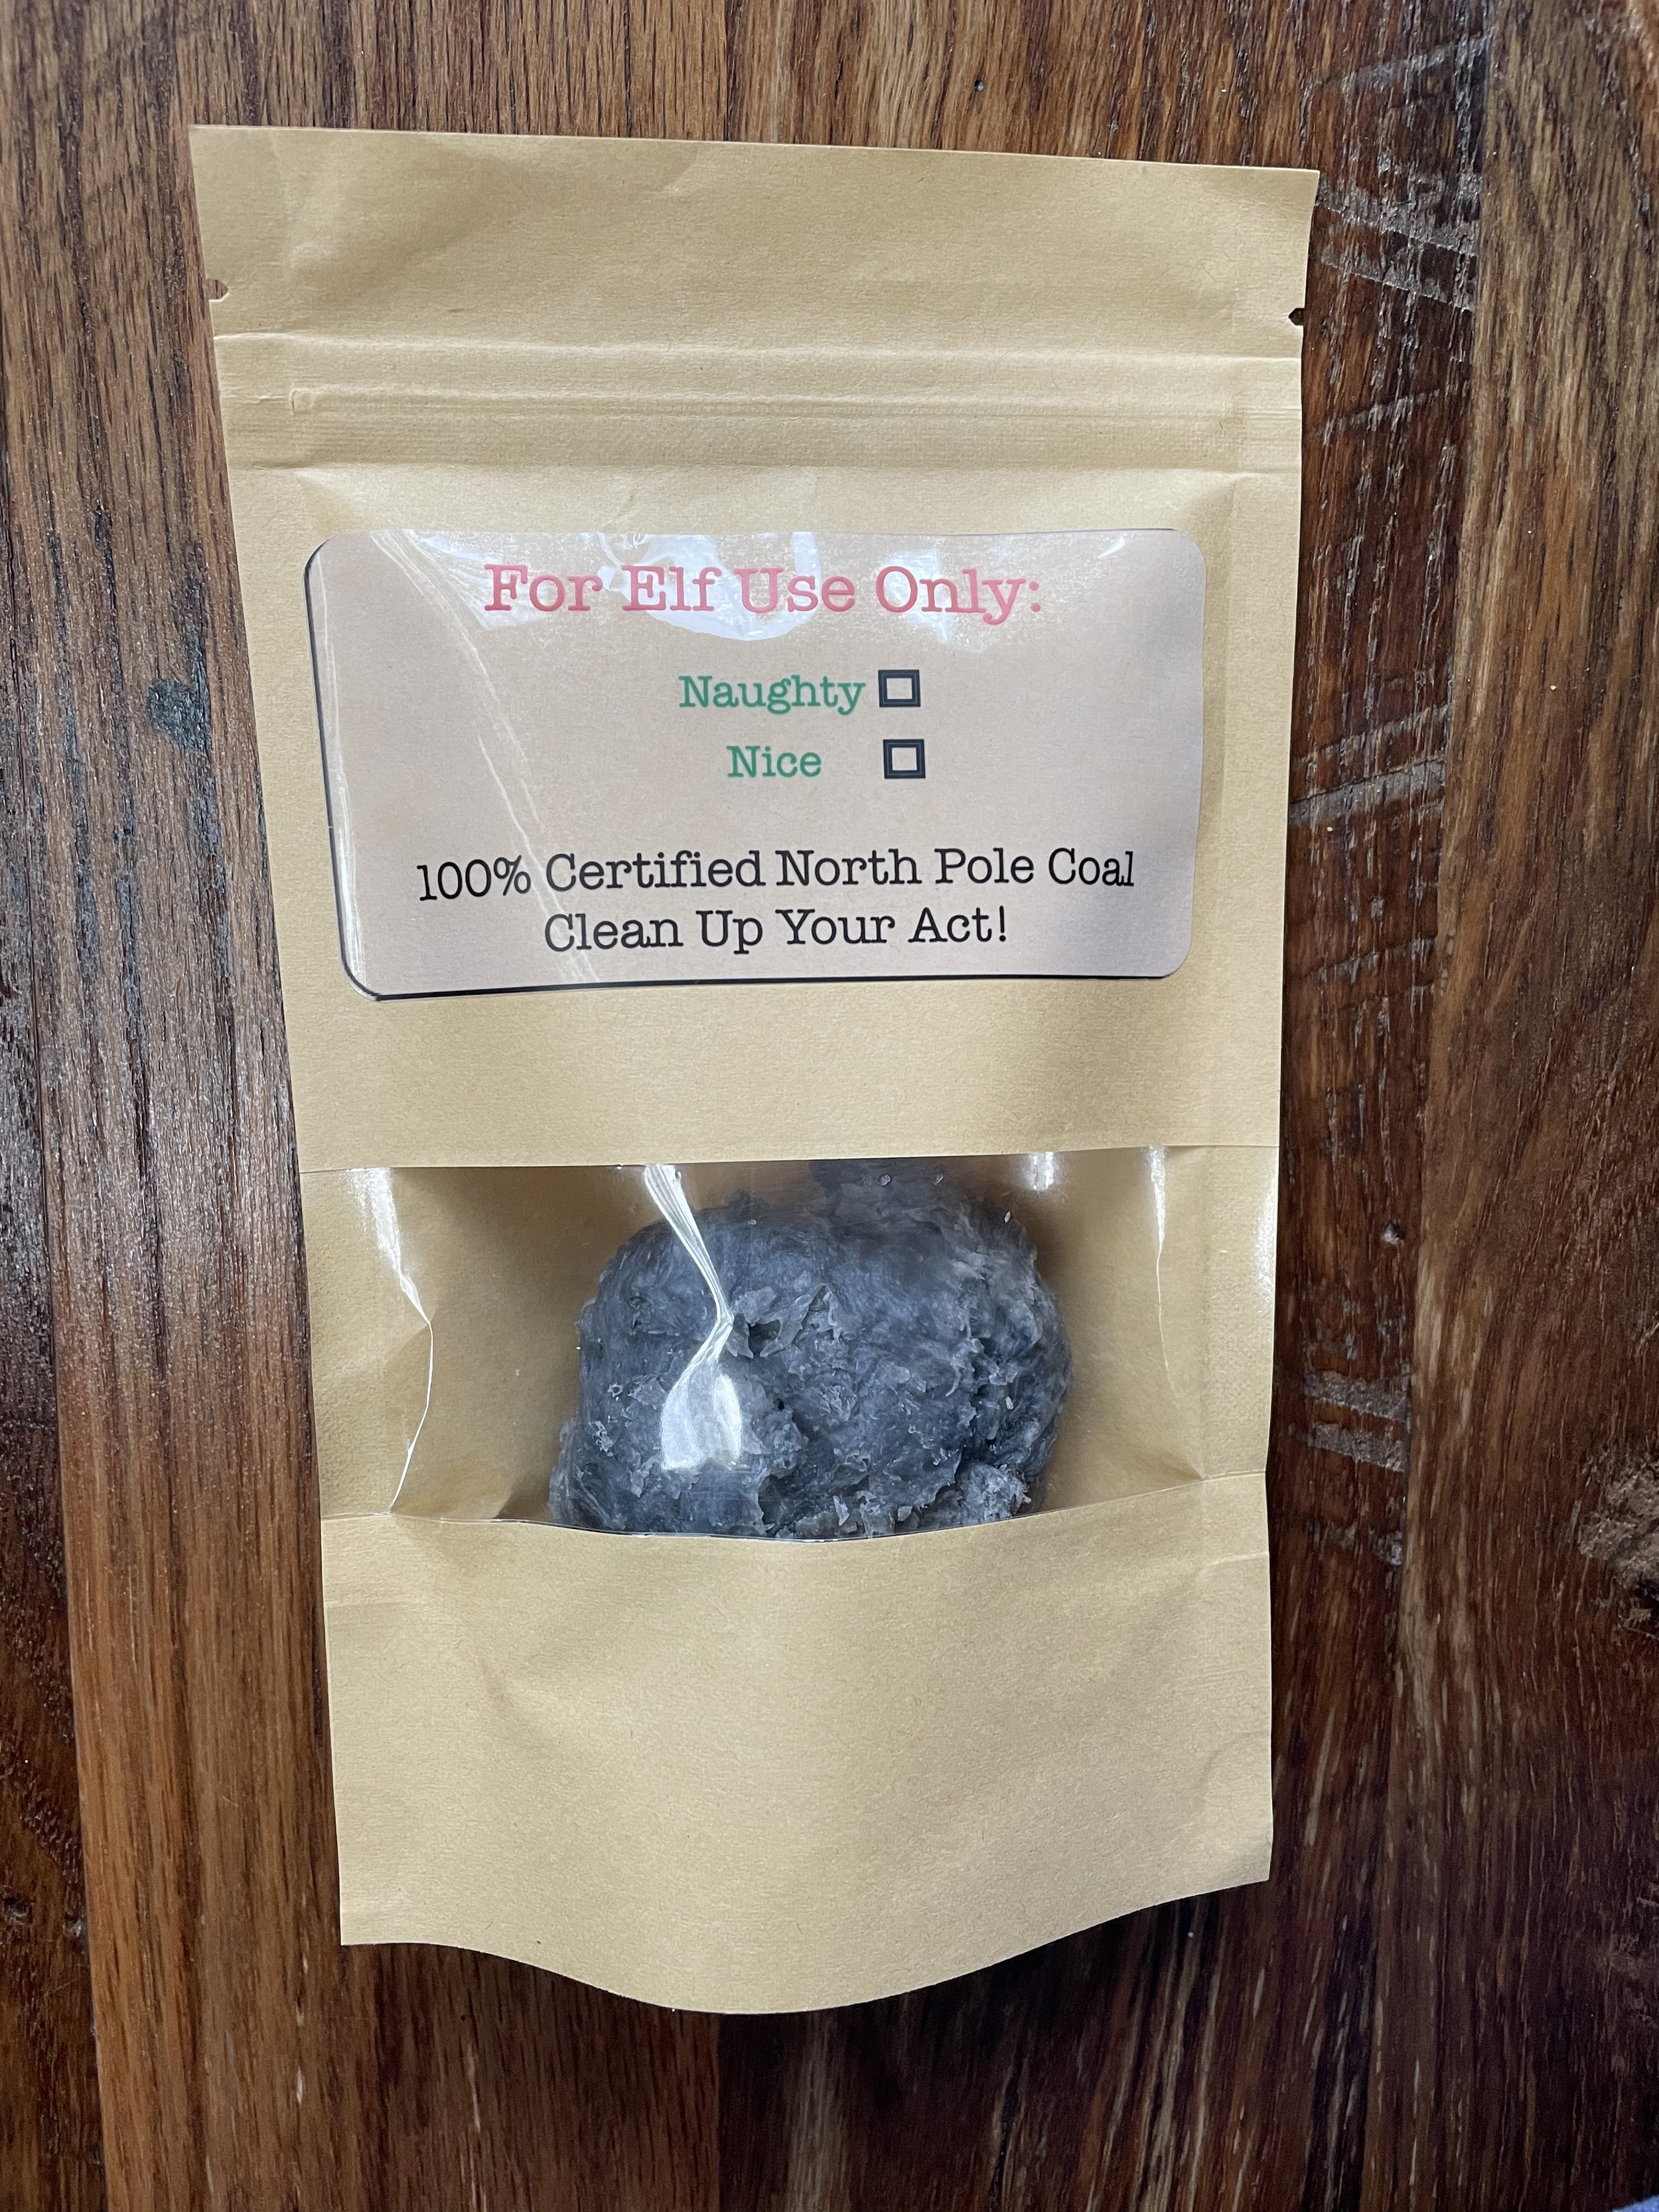 For Elf Use Only:
Naughty
Nice
100% Certified North Pole Coal
Clean Up Your Act!